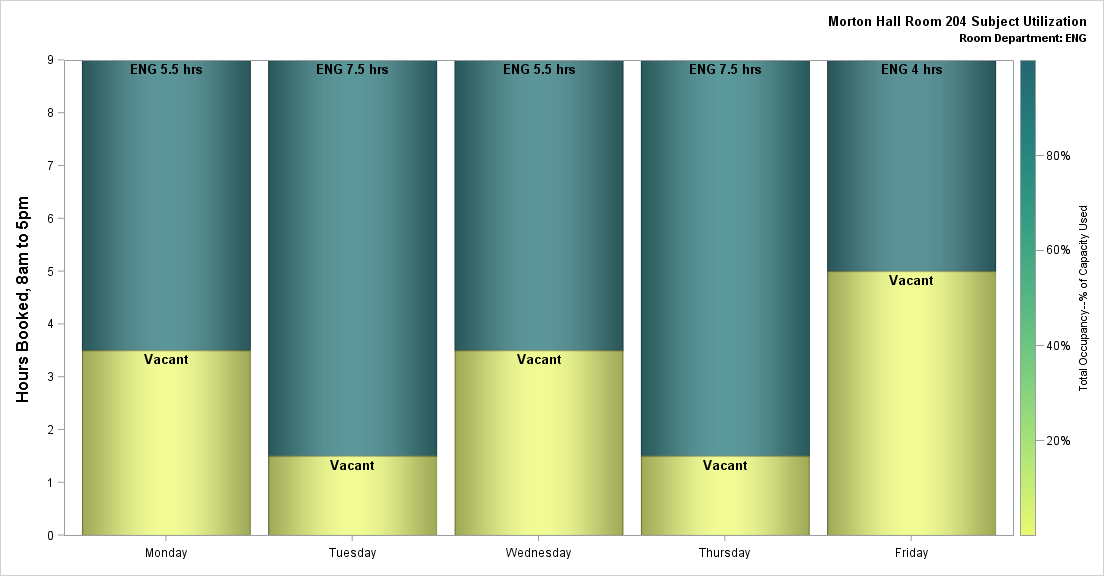 Morton Hall Room 204 Subject Utilization
Room Department: ENG
Hours Booked, 8am to 5pm
9
8
7
6
5
4
3
2
1
0
ENG 5.5 hrs
ENG 7.5 hrs
ENG 5.5 hrs
ENG 7.5 hrs
ENG 4 hrs
Vacant
Vacant
Vacant
Vacant
Vacant
Monday
Tuesday
Wednesday
Thursday
Friday
80%
60%
40%
20%
Total Occupancy--% of Capacity Used